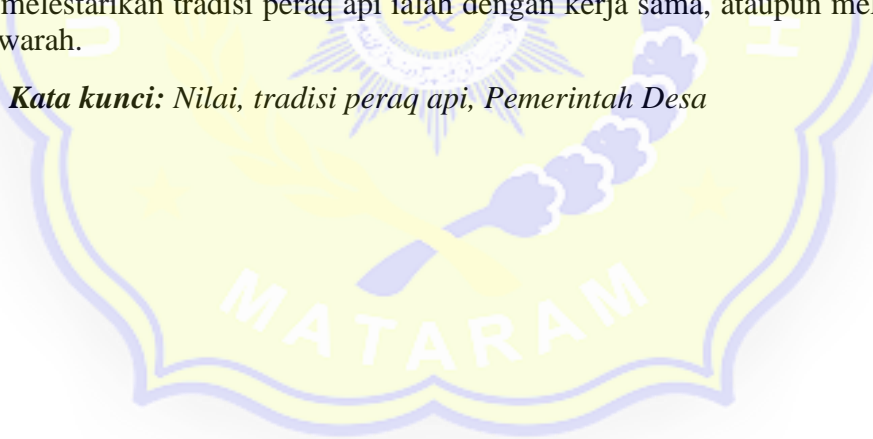 melestarikan tradisi peraq api ialah dengan kerja sama, ataupun
warah.
Kata kunci: Nilai, tradisi peraq api, Pemerintah Desa
U
H
MATARAM